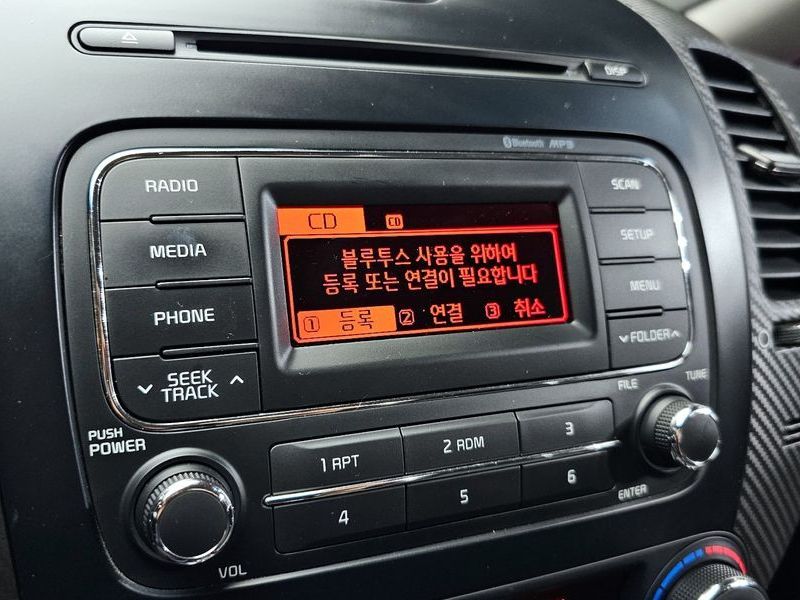 DISP
Bluetooth MP3
RADIO
MEDIA
PHONE
SEEK
TRACK
CD CD
블루투스 사용을 위하여
등록 또는 연결이 필요합니다
1 등록 2 연결 3 취소
SCAN
SETUP
MENU
FOLDER
PUSH
POWER
VOL
1 RPT
2 RDM
3
4
5
6
FILE
TUNE
ENTER